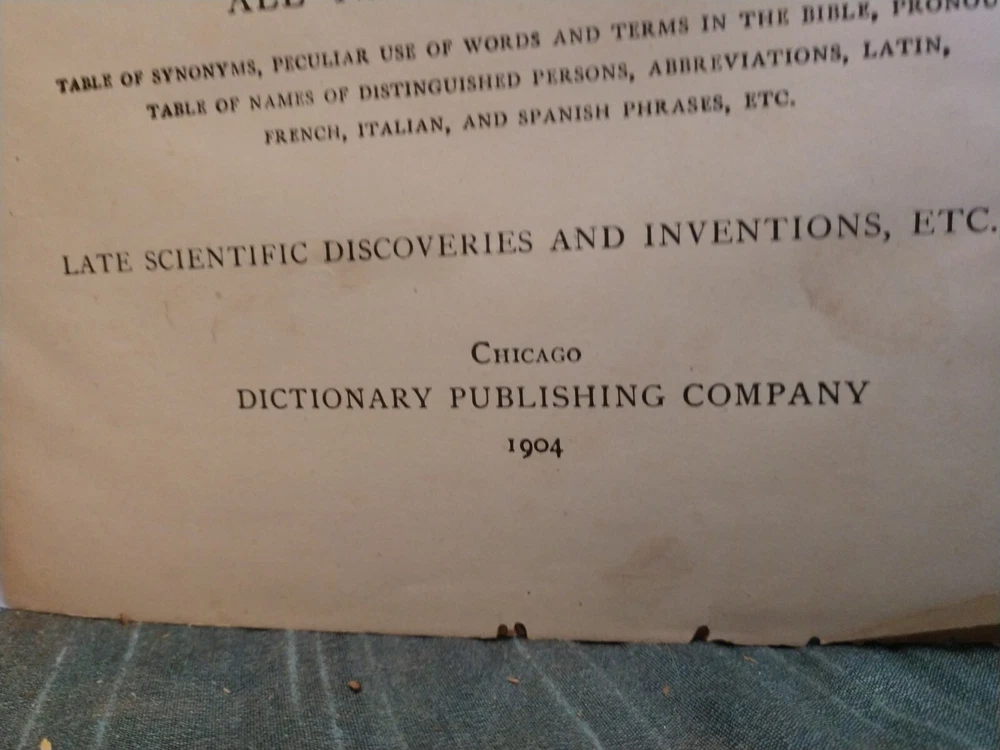 ALL
TABLE OF SYNONYMS, PECULIAR USE OF WORDS AND TERMS IN THE BIBLE,
TABLE OF NAMES OF DISTINGUISHED PERSONS, ABBREVIATIONS, LATIN,
FRENCH, ITALIAN, AND SPANISH PHRASES, ETC.
LATE SCIENTIFIC DISCOVERIES AND INVENTIONS, ETC.
CHICAGO
DICTIONARY PUBLISHING COMPANY
1904